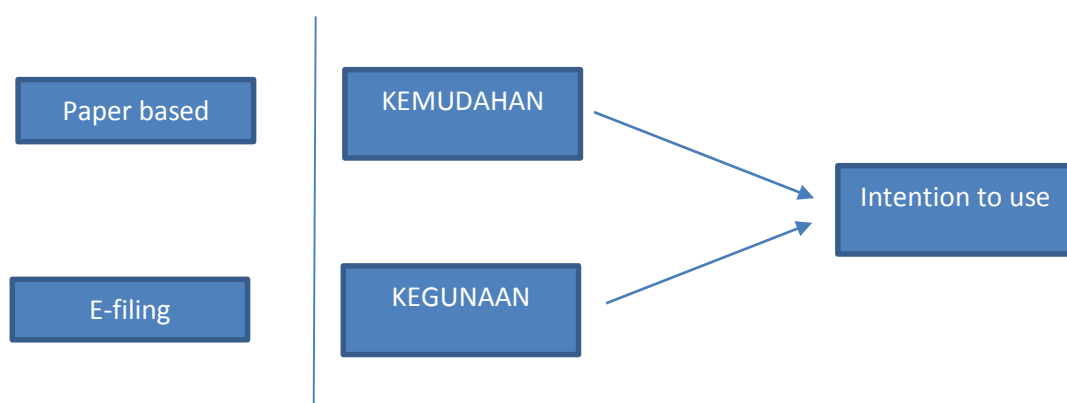 Paper based
E-filing
KEMUDAHAN
KEGUNAAN
Intention to use